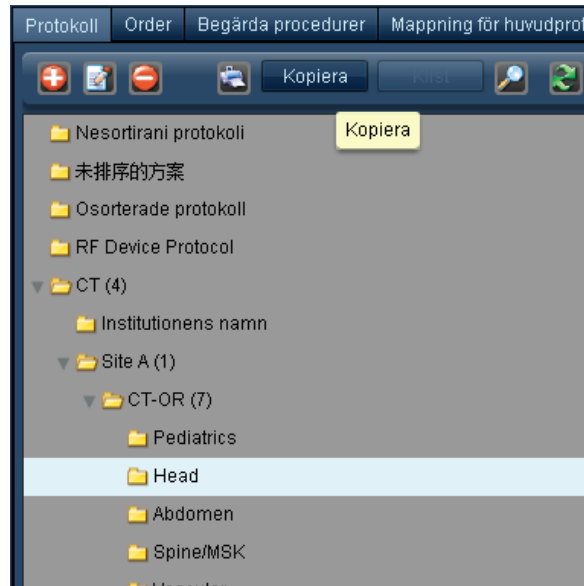 Protokoll Order Begärda procedurer Mappning för huvudprot
Kopiera
Kopiera
Nesortirani protokoli
未排序的方案
Osorterade protokoll
RF Device Protocol
CT (4)
Institutionens namn
Site A (1)
CT-OR (7)
Pediatrics
Head
Abdomen
Spine/MSK